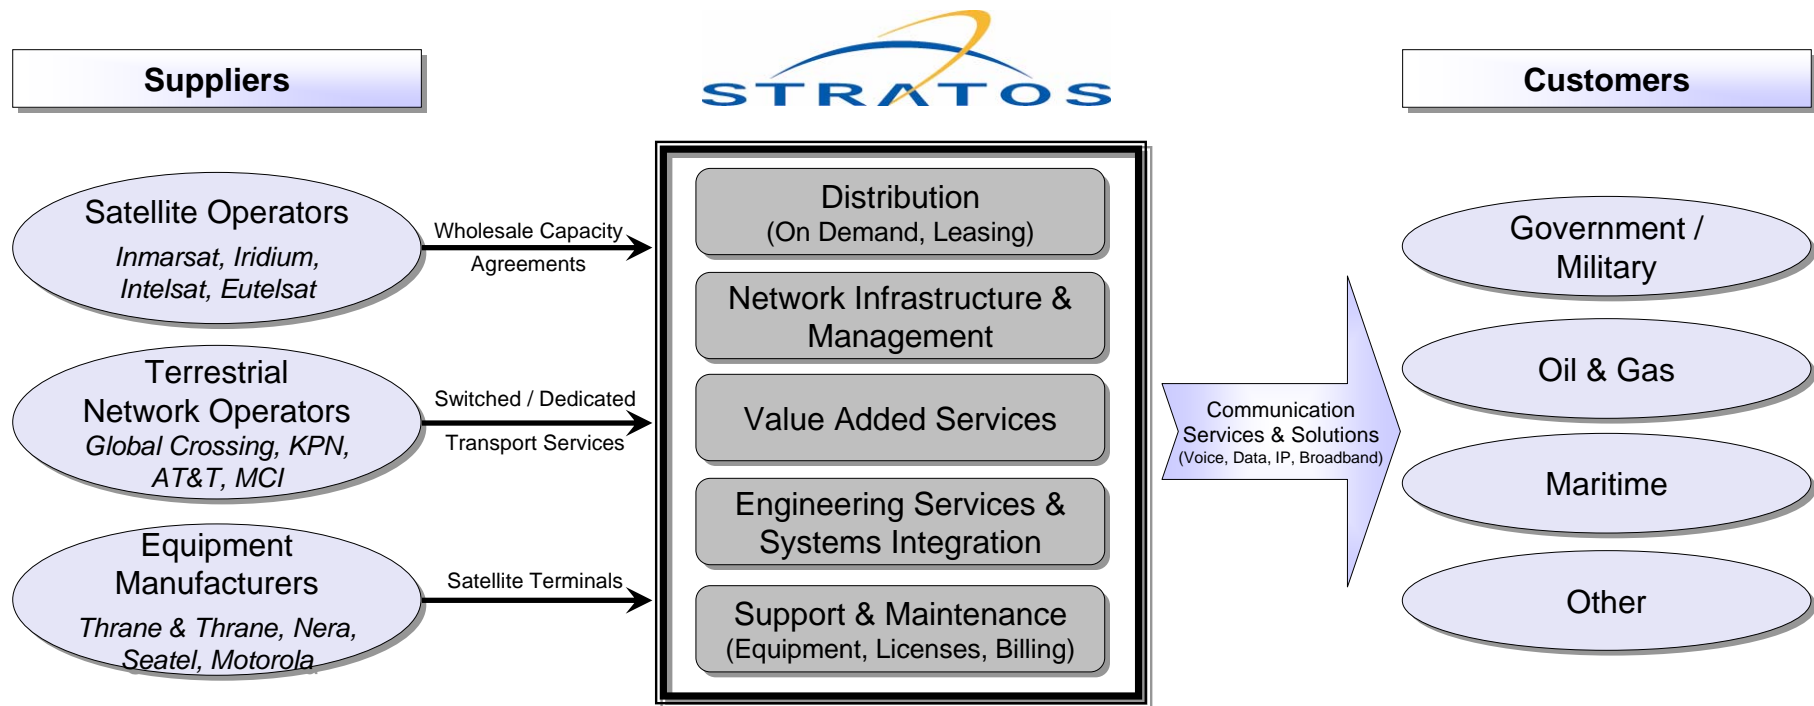 STRATOS
Suppliers
Customers
Satellite Operators
Inmarsat, Iridium,
Intelsat, Eutelsat
Wholesale Capacity
Agreements
Terrestrial
Network Operators
Global Crossing, KPN,
AT&T, MCI
Switched / Dedicated
Transport Services
Equipment
Manufacturers
Thrane & Thrane, Nera,
Seatel, Motorola
Satellite Terminals
Distribution
(On Demand, Leasing)
Network Infrastructure &
Management
Value Added Services
Engineering Services &
Systems Integration
Support & Maintenance
(Equipment, Licenses, Billing)
Communication
Services & Solutions
(Voice, Data, IP, Broadband)
Government /
Military
Oil & Gas
Maritime
Other